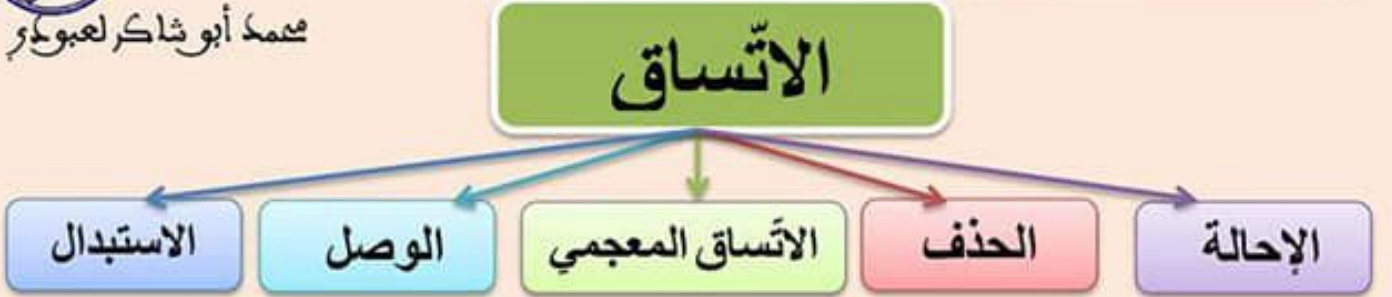 محمد أبو شاكر لعبودي
الاتّساق
الإحالة
الحذف
الاتّساق المعجمي
الوصل
الاستبدال